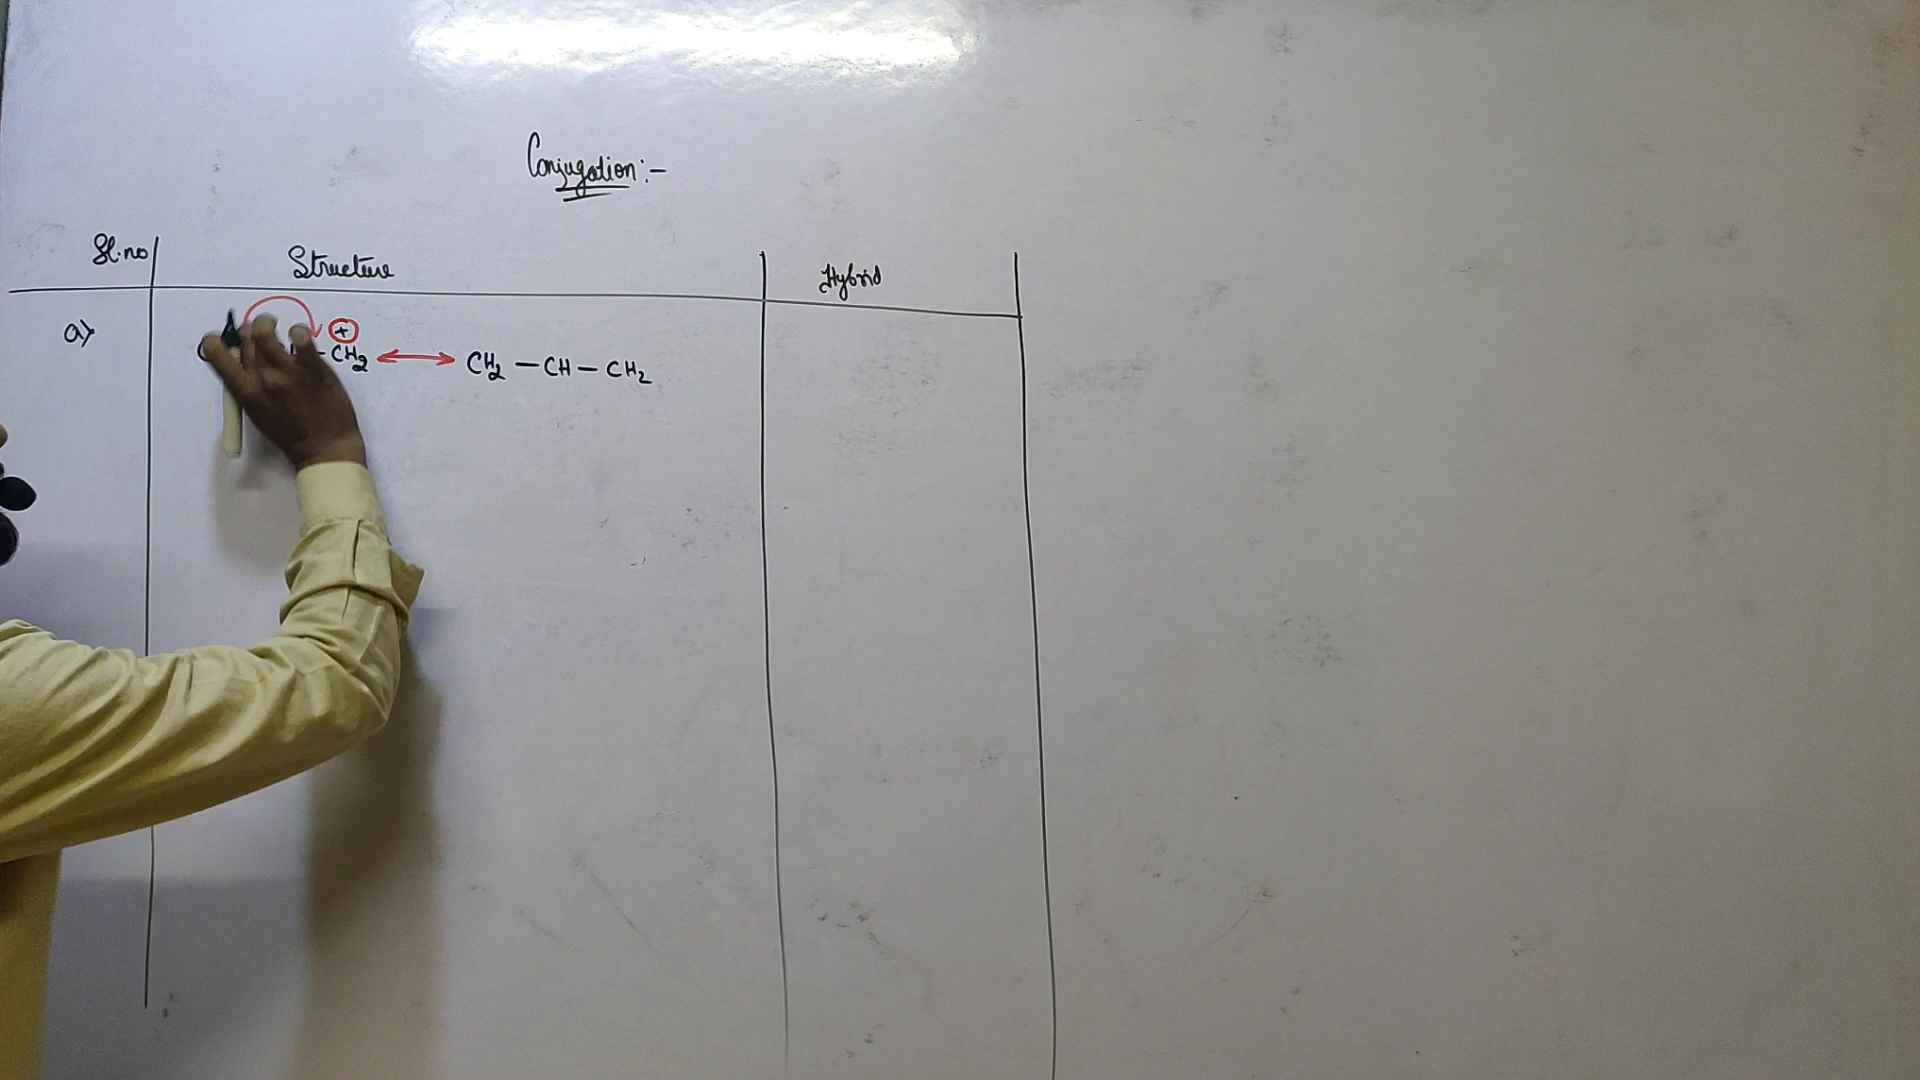 Conjugation:-
Sl.no Structure Hybrid
a) -CH₂ ⟷ CH₂ — CH — CH₂
⊕